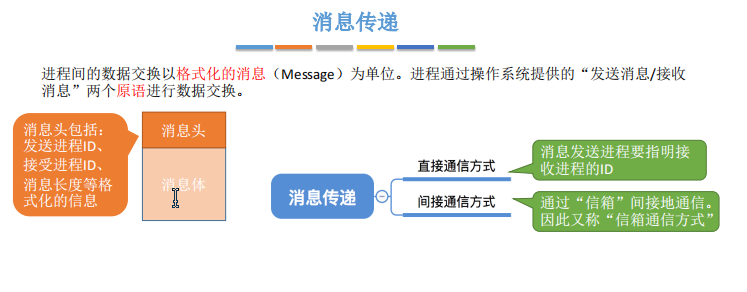 消息传递
进程间的数据交换以格式化的消息（Message）为单位。进程通过操作系统提供的“发送消息/接收
消息”两个原语进行数据交换。
消息头包括：
发送进程ID、
接受进程ID、
消息长度等格
式化的信息
消息头
消息体
消息传递
直接通信方式
消息发送进程要指明接
收进程的ID
间接通信方式
通过“信箱”间接地通信。
因此又称“信箱通信方式”